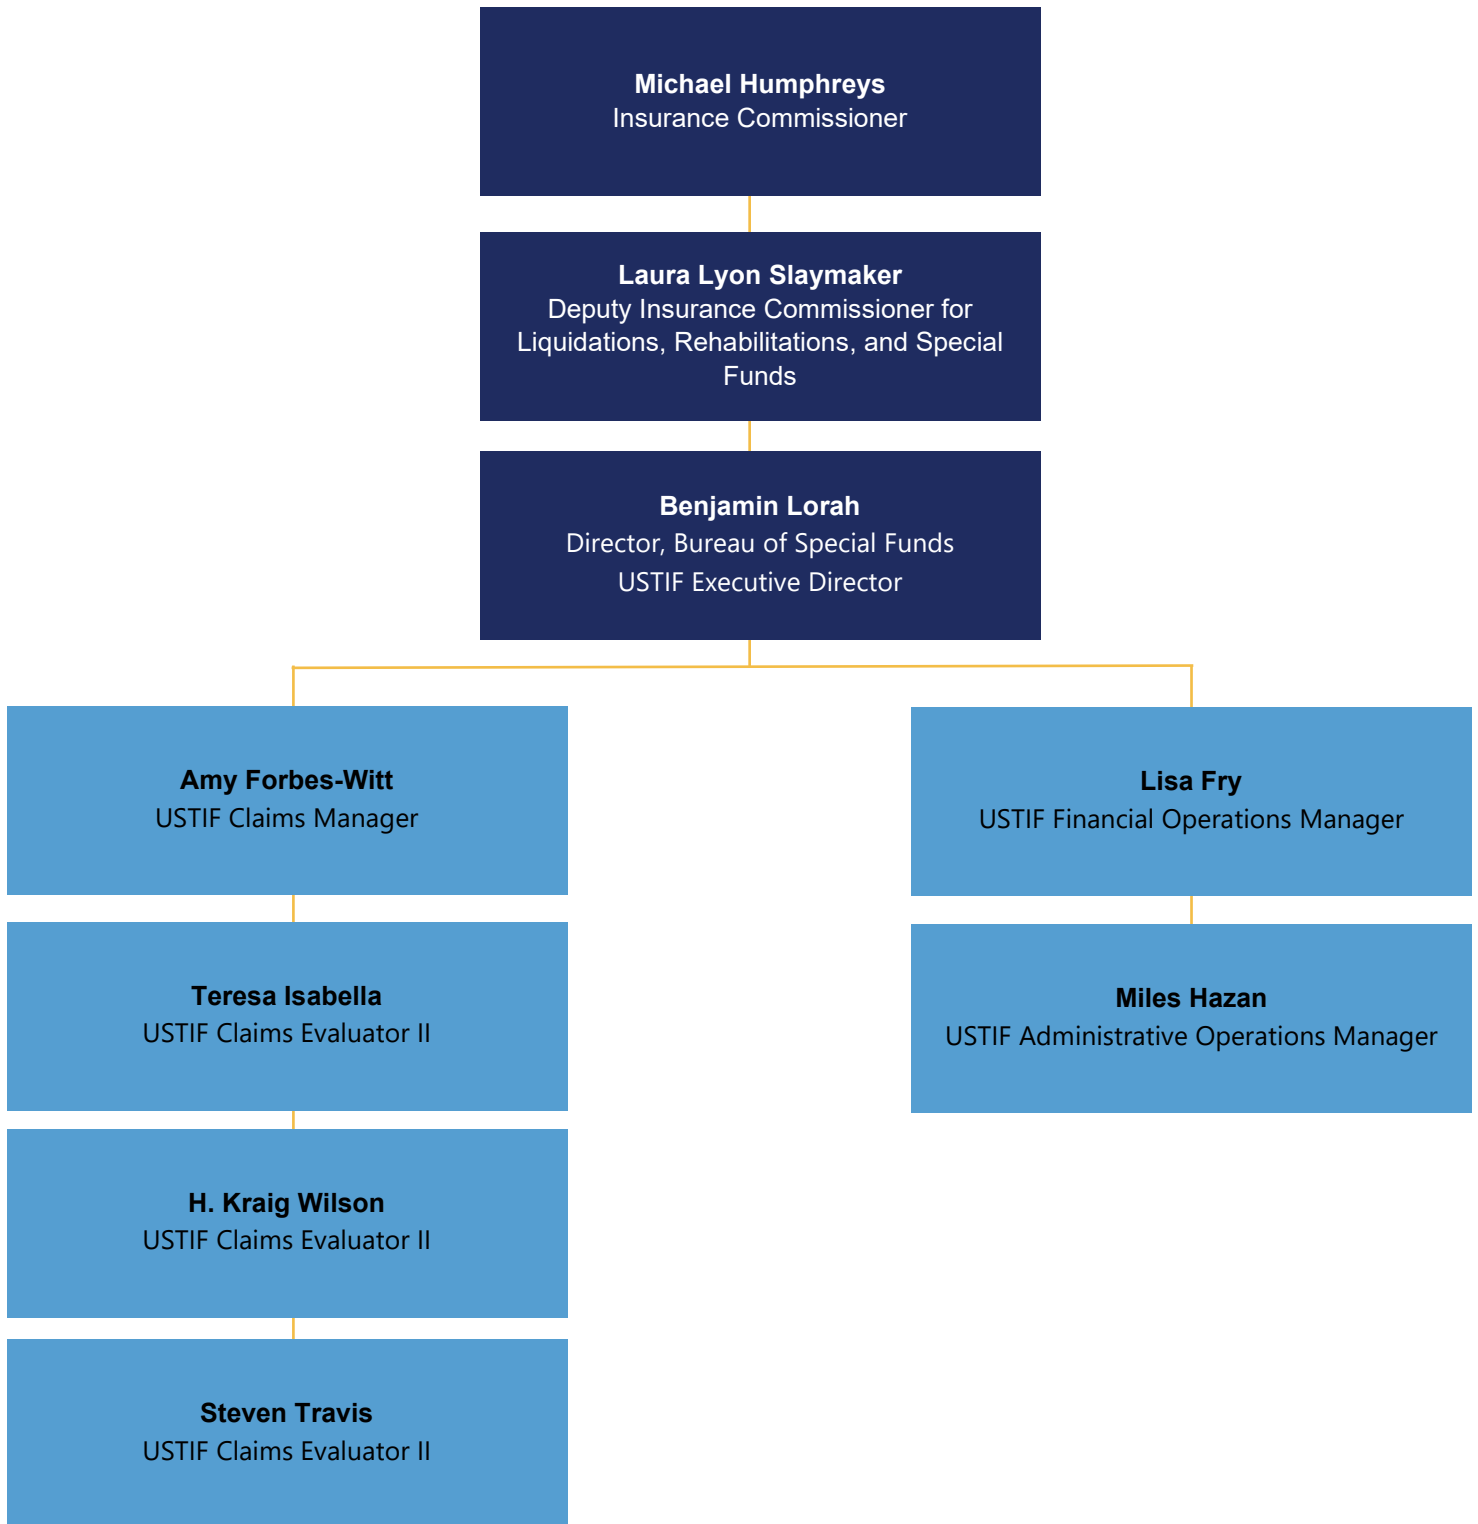 Michael Humphreys
Insurance Commissioner
Laura Lyon Slaymaker
Deputy Insurance Commissioner for
Liquidations, Rehabilitations, and Special
Funds
Benjamin Lorah
Director, Bureau of Special Funds
USTIF Executive Director
Amy Forbes-Witt
USTIF Claims Manager
Teresa Isabella
USTIF Claims Evaluator II
H. Kraig Wilson
USTIF Claims Evaluator II
Steven Travis
USTIF Claims Evaluator II
Lisa Fry
USTIF Financial Operations Manager
Miles Hazan
USTIF Administrative Operations Manager